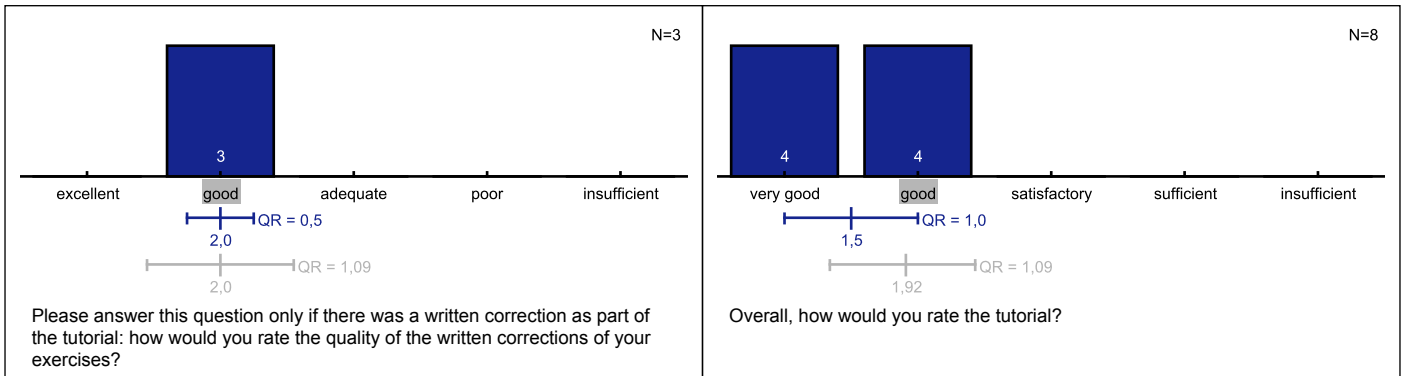 N=3
3
excellent good adequate poor insufficient
QR = 0,5
2,0
QR = 1,09
2,0
Please answer this question only if there was a written correction as part of
the tutorial: how would you rate the quality of the written corrections of your
exercises?
N=8
4 4
very good good satisfactory sufficient insufficient
QR = 1,0
1,5
QR = 1,09
1,92
Overall, how would you rate the tutorial?